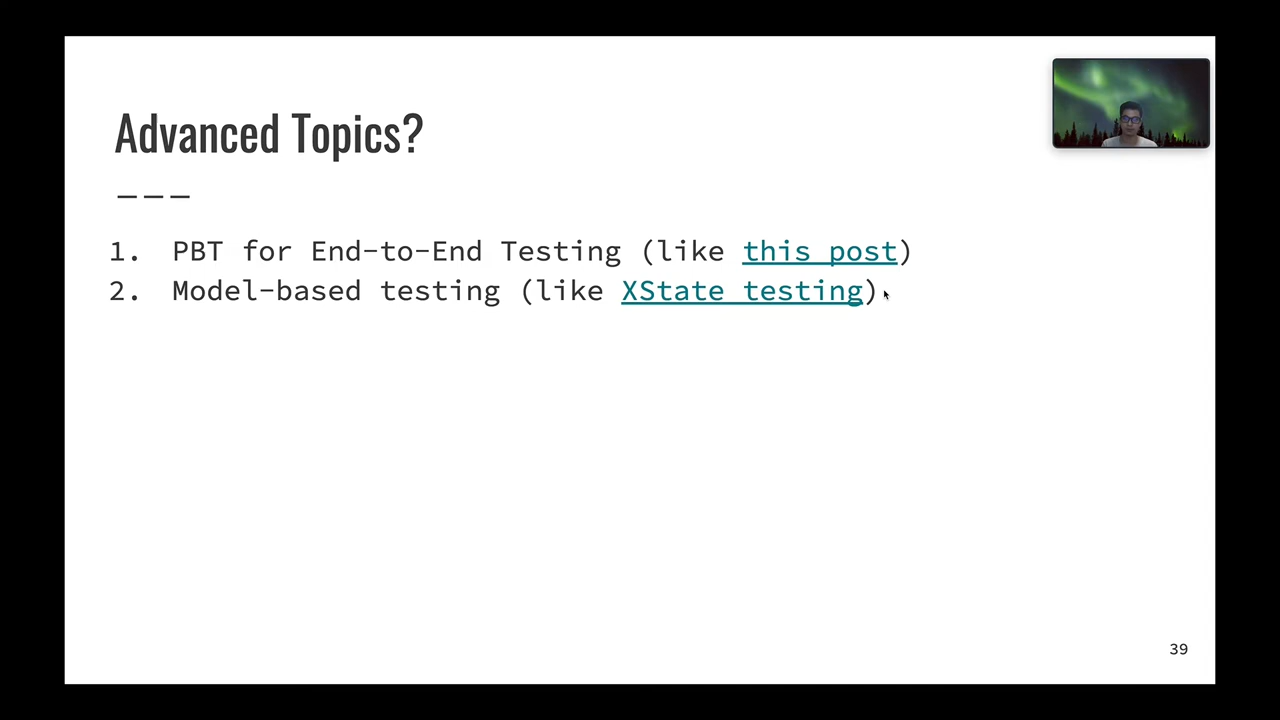 Advanced Topics?
———
1. PBT for End-to-End Testing (like this post)
2. Model-based testing (like XState testing)
39